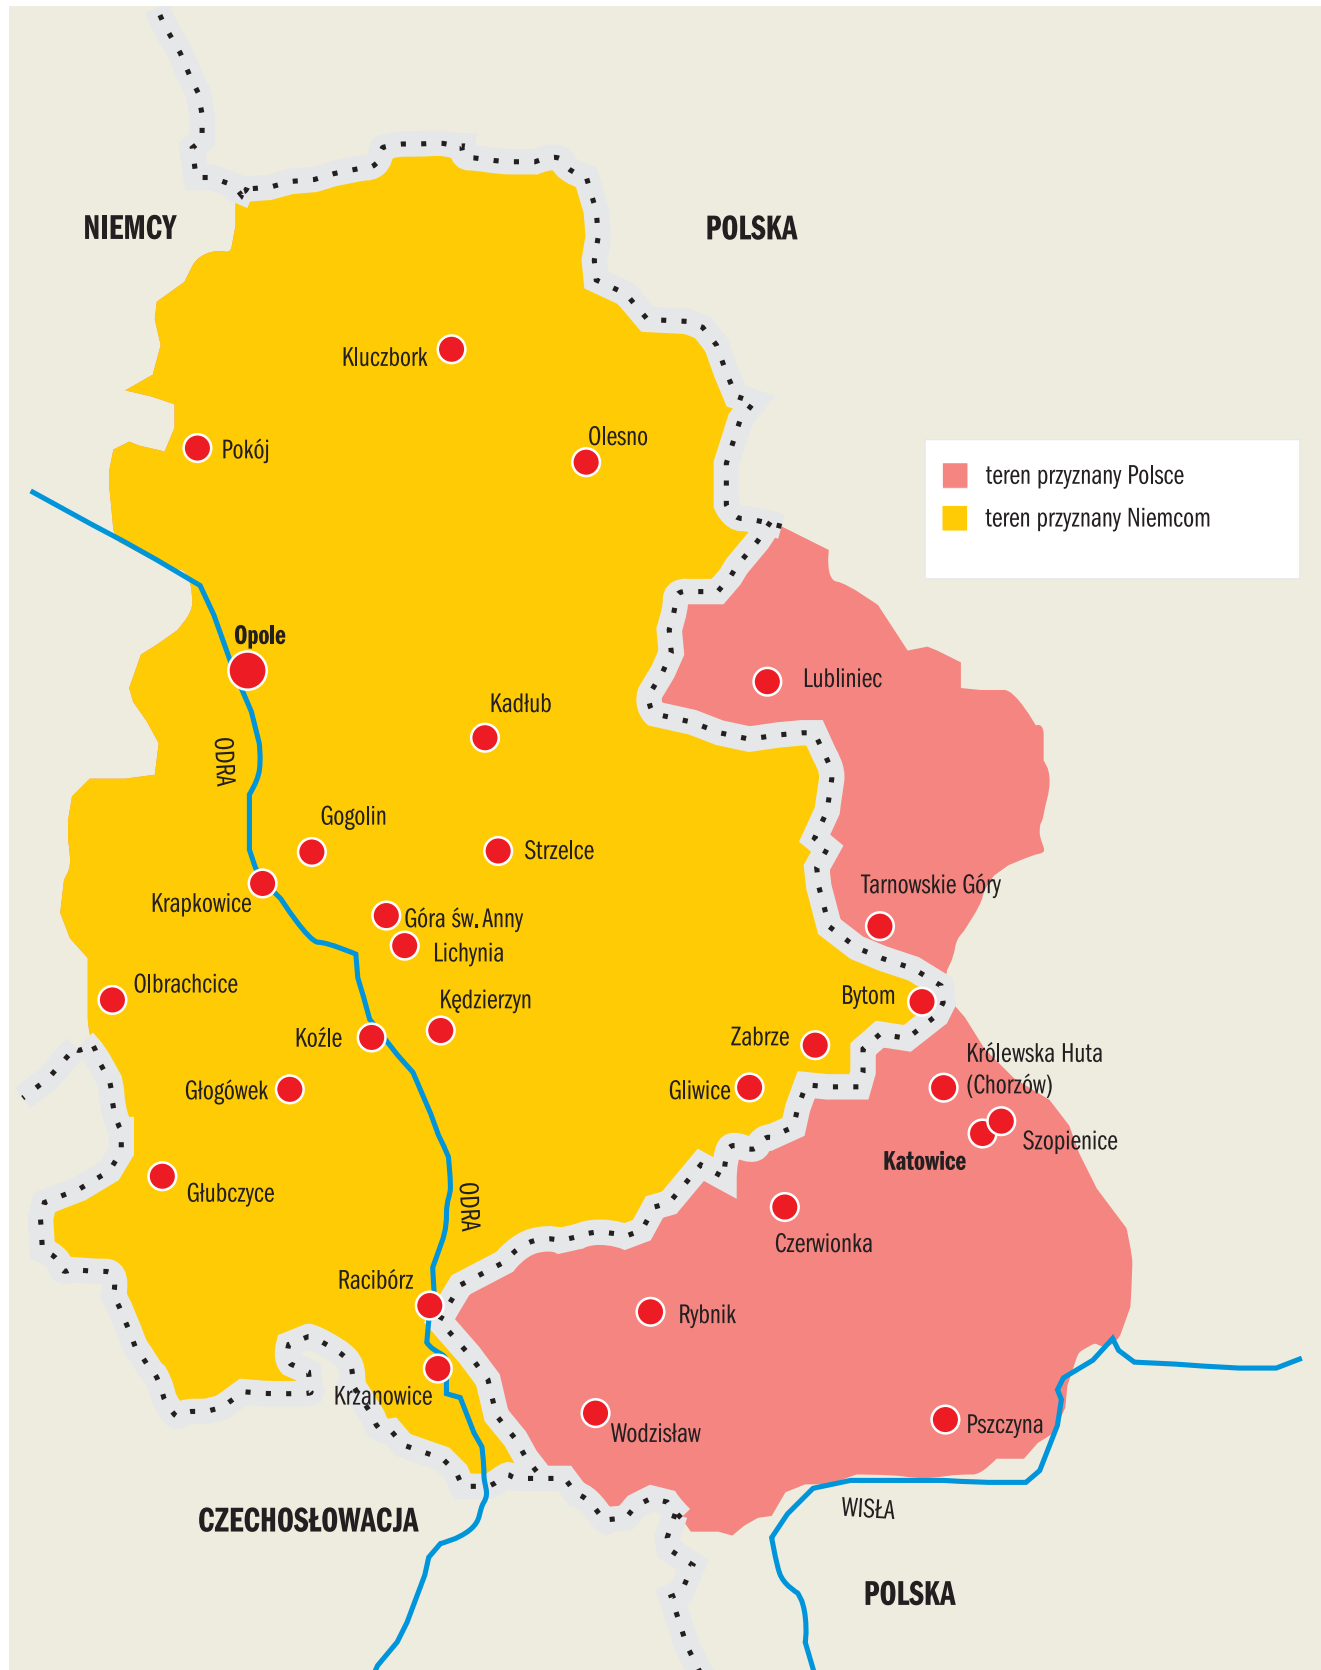 NIEMCY
POLSKA
Kluczbork
Olesno
Pokój
teren przyznany Polsce
teren przyznany Niemcom
Opole
Lubliniec
Kadłub
ODRA
Gogolin
Strzelce
Tarnowskie Góry
Krapkowice
Góra św. Anny
Lichynia
Olbrachcice
Kędzierzyn
Bytom
Koźle
Zabrze
Królewska Huta
(Chorzów)
Głogówek
Gliwice
Szopienice
Katowice
Głubczyce
ODRA
Czerwionka
Racibórz
Rybnik
Krzanowice
Wodzisław
Pszczyna
WISŁA
CZECHOSŁOWACJA
POLSKA